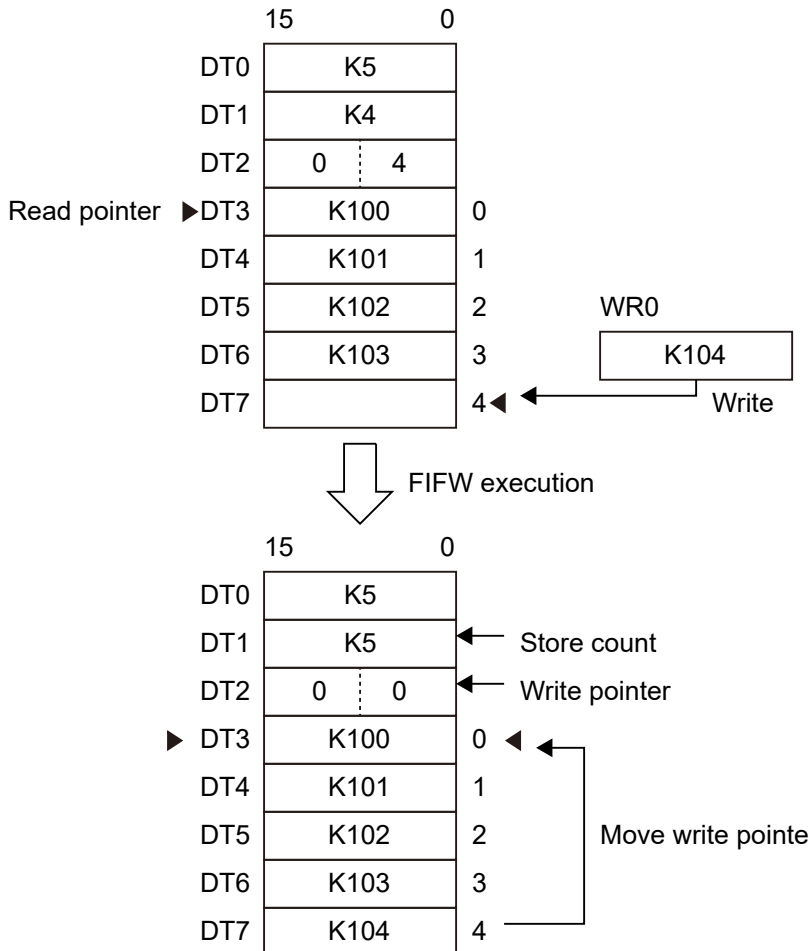 15 0
DT0 K5
DT1 K4
DT2 0 4
Read pointer DT3 K100 0
DT4 K101 1
DT5 K102 2 WR0
DT6 K103 3 K104
DT7 4 Write
FIFW execution
15 0
DT0 K5
DT1 K5 Store count
DT2 0 0 Write pointer
DT3 K100 0
DT4 K101 1
DT5 K102 2 Move write pointe
DT6 K103 3
DT7 K104 4